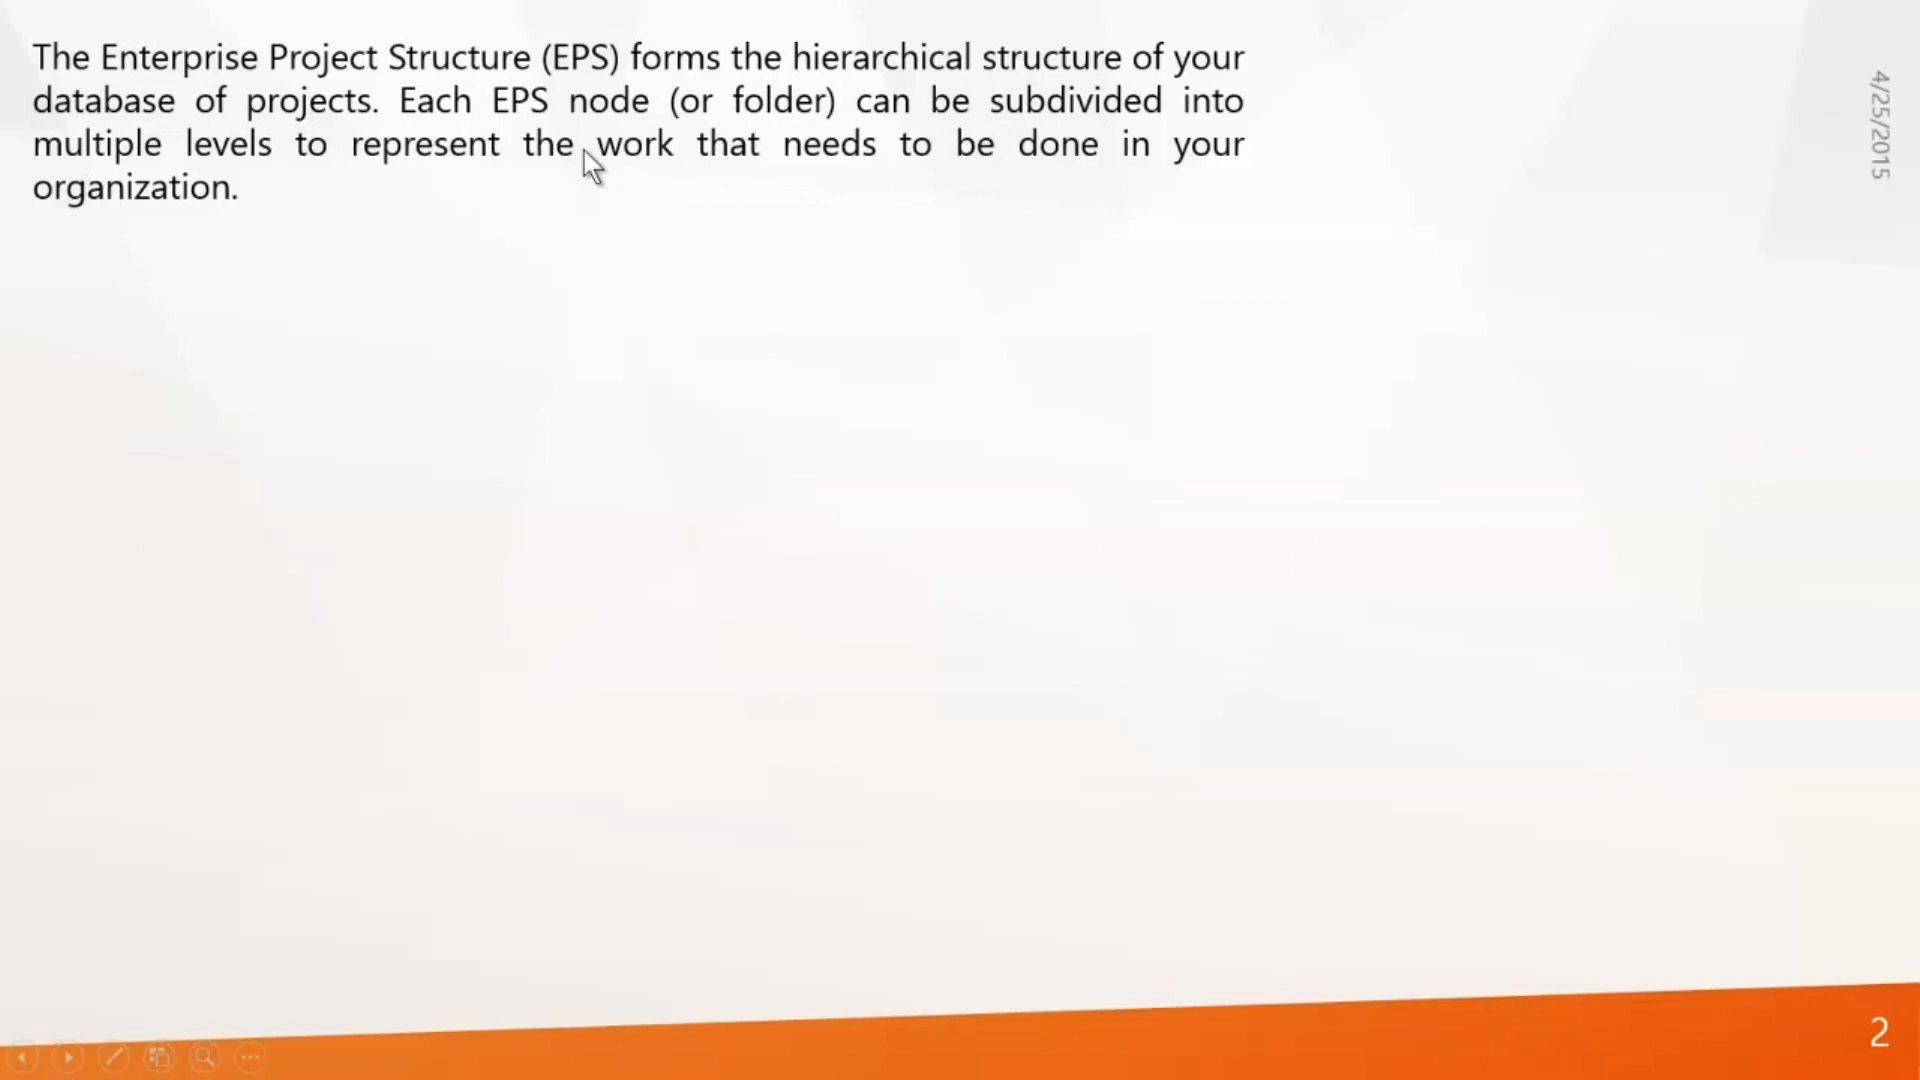 The Enterprise Project Structure (EPS) forms the hierarchical structure of your
database of projects. Each EPS node (or folder) can be subdivided into
multiple levels to represent the work that needs to be done in your
organization.
4/25/2015
2